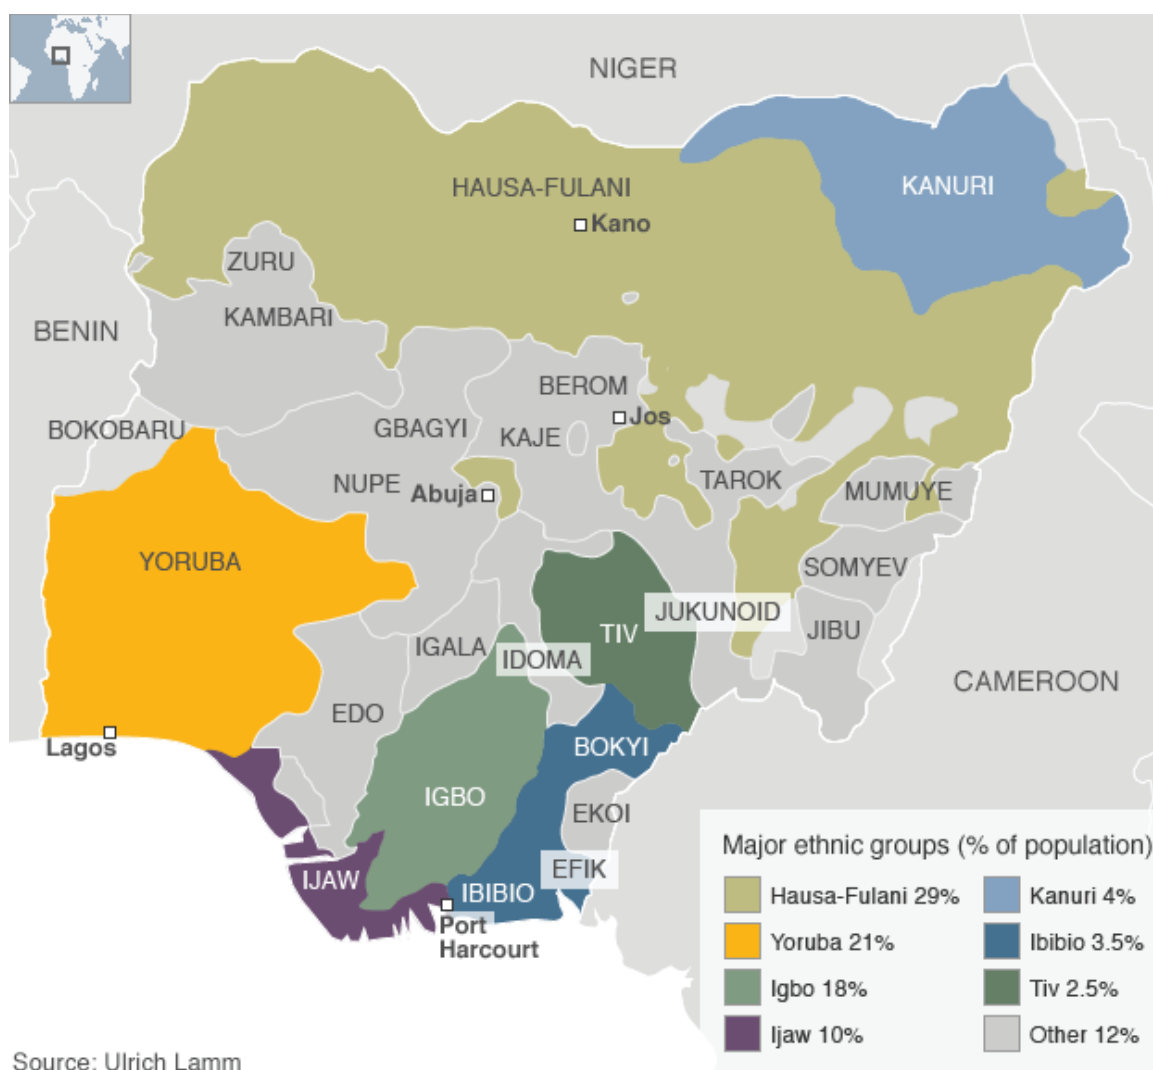 NIGER
HAUSA-FULANI
KANURI
Kano
ZURU
KAMBARI
BENIN
BEROM
Jos
BOKOBARU
GBAGYI
KAJE
NUPE
Abuja
TAROK
MUMUYE
YORUBA
SOMYEV
JUKUNOID
TIV
JIBU
IGALA
IDOMA
CAMEROON
EDO
Lagos
BOKYI
IGBO
EKOI
EFIK
IJAW
IBIBIO
Port
Harcourt
Major ethnic groups (% of population)
Hausa-Fulani 29%
Yoruba 21%
Igbo 18%
Ijaw 10%
Kanuri 4%
Ibibio 3.5%
Tiv 2.5%
Other 12%
Source: Ulrich Lamm